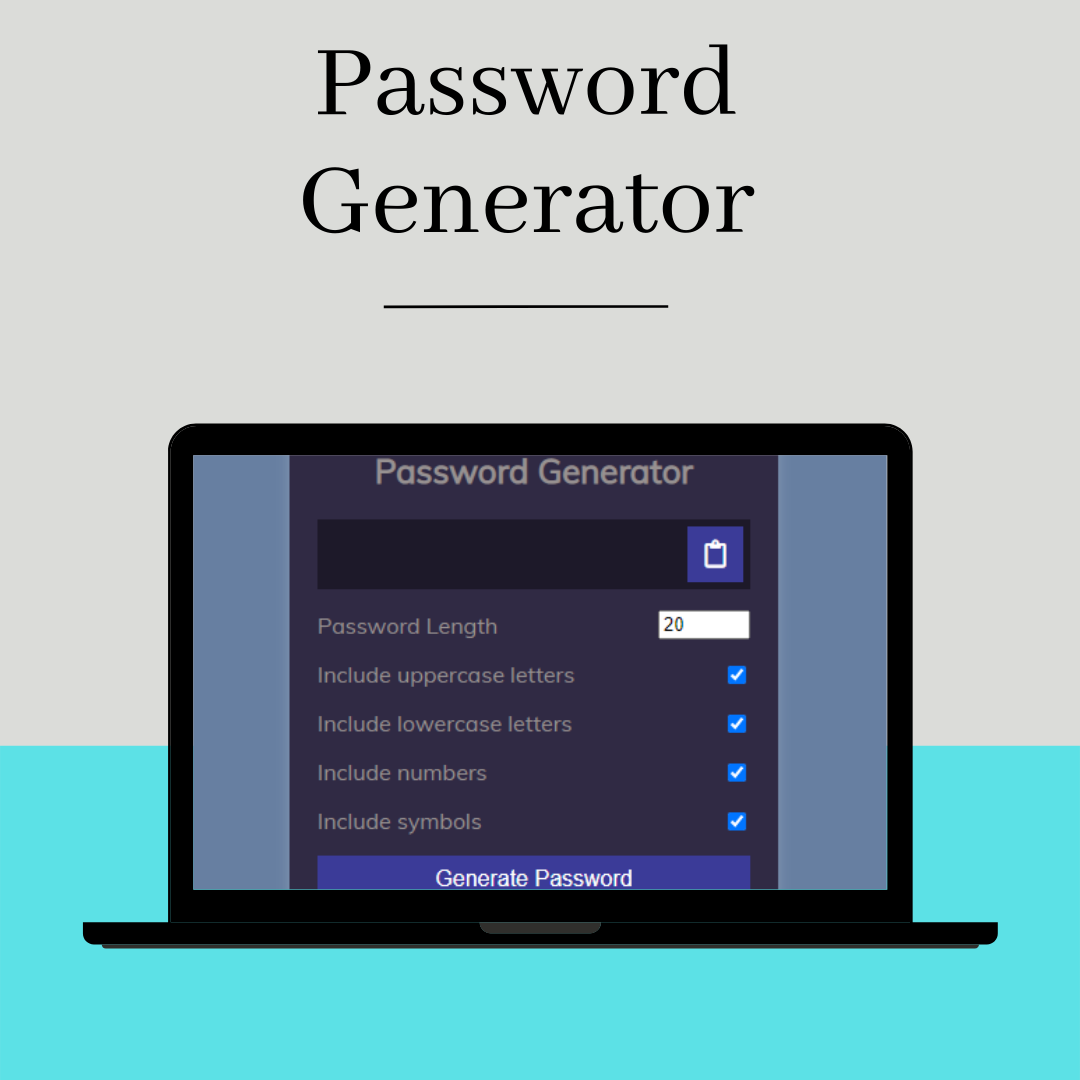 Password
Generator
Password Generator
Password Length 20
Include uppercase letters
Include lowercase letters
Include numbers
Include symbols
Generate Password